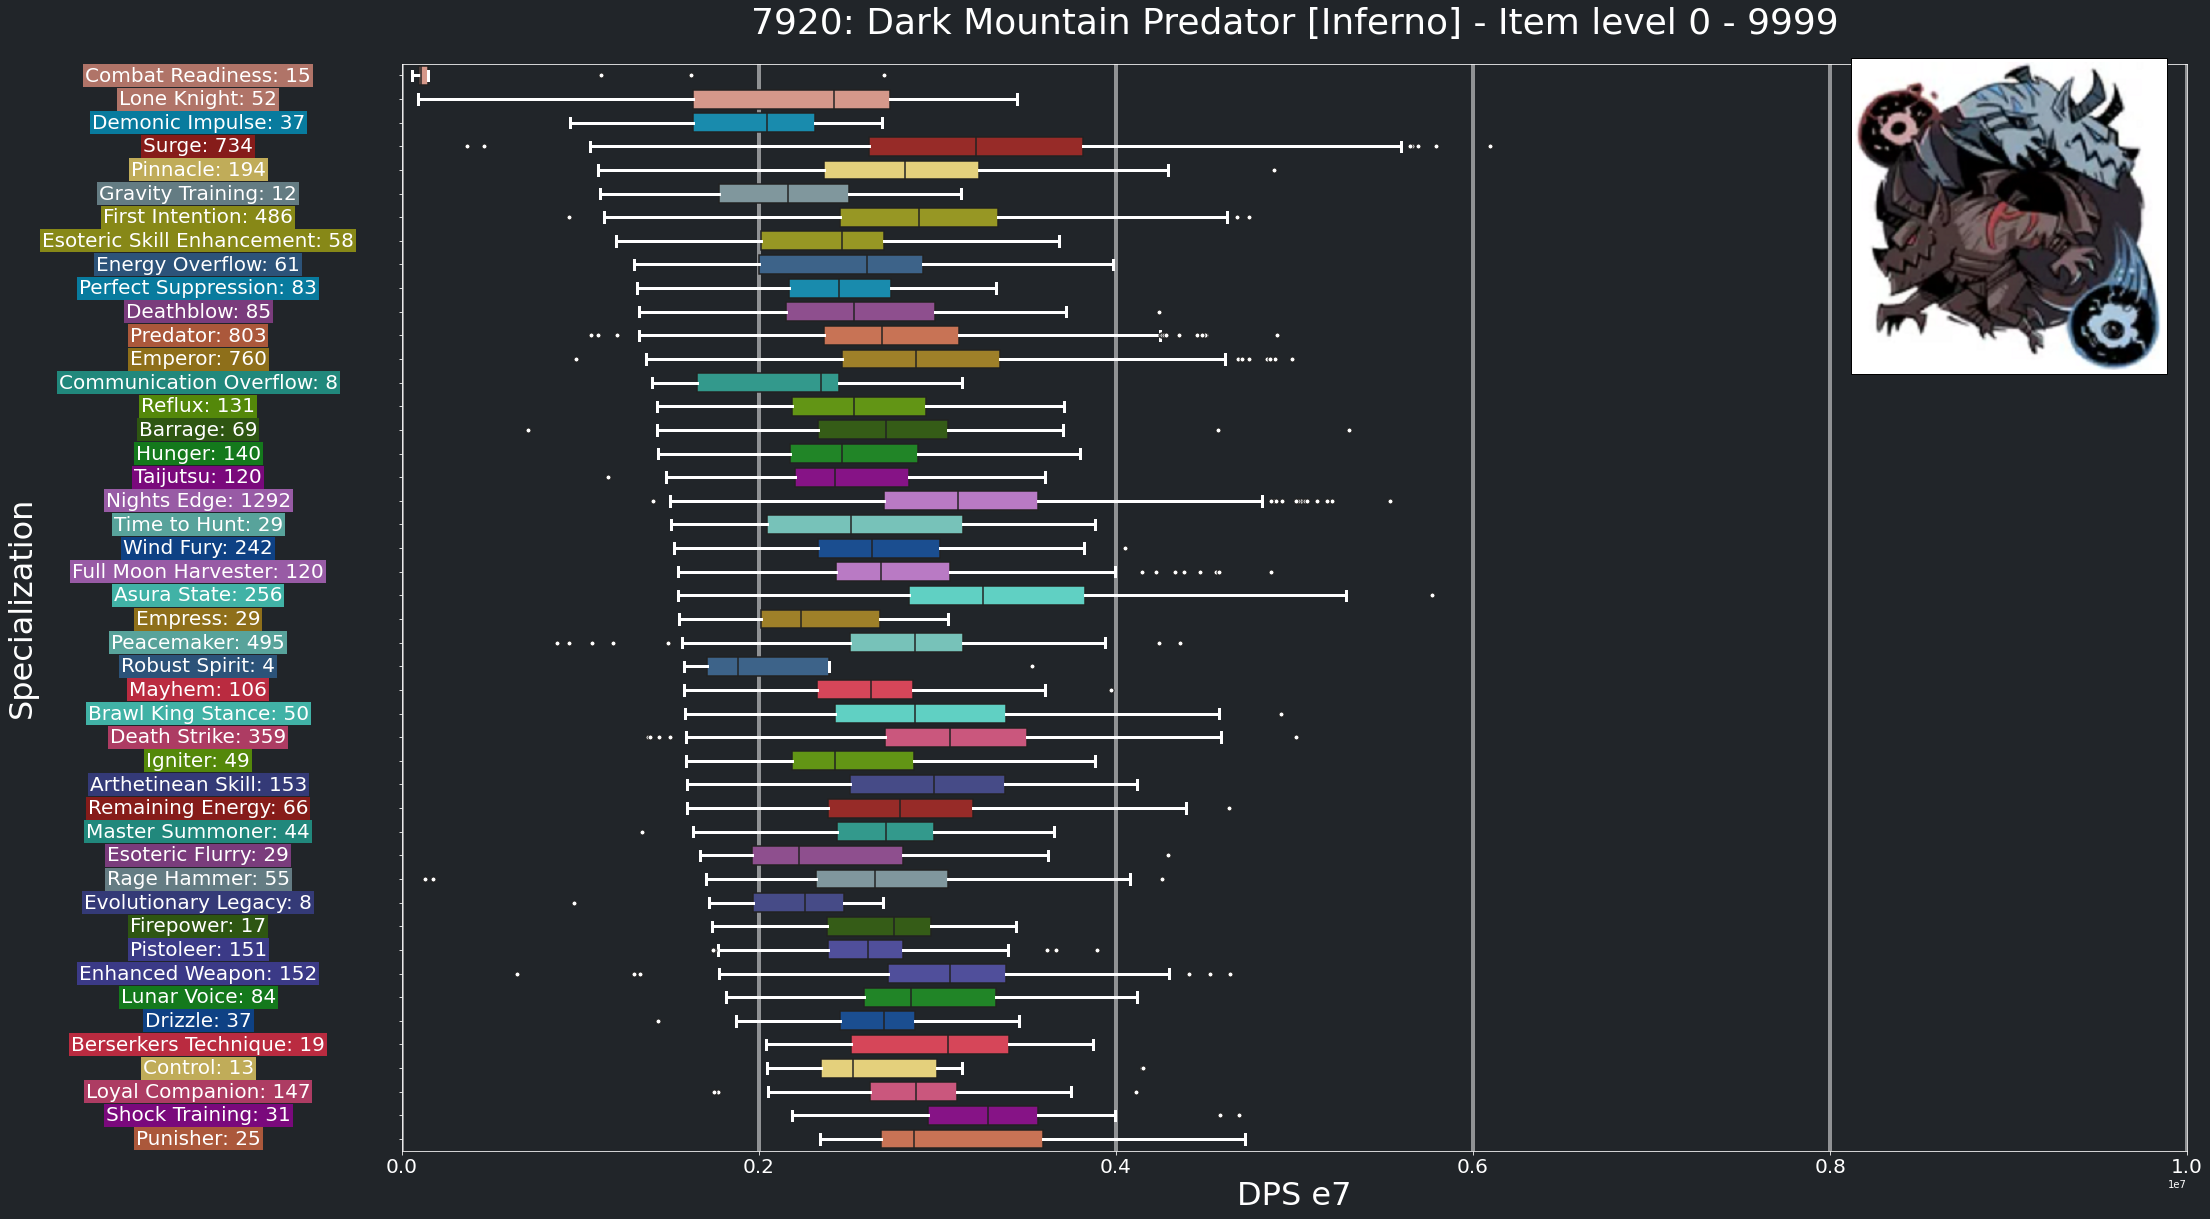 7920: Dark Mountain Predator [Inferno] - Item level 0 - 9999
Combat Readiness: 15
Lone Knight: 52
Demonic Impulse: 37
Surge: 734
Pinnacle: 194
Gravity Training: 12
First Intention: 486
Esoteric Skill Enhancement: 58
Energy Overflow: 61
Perfect Suppression: 83
Deathblow: 85
Predator: 803
Emperor: 760
Communication Overflow: 8
Reflux: 131
Barrage: 69
Hunger: 140
Taijutsu: 120
Nights Edge: 1292
Time to Hunt: 29
Wind Fury: 242
Full Moon Harvester: 120
Asura State: 256
Empress: 29
Peacemaker: 495
Robust Spirit: 4
Mayhem: 106
Brawl King Stance: 50
Death Strike: 359
Igniter: 49
Arthetinean Skill: 153
Remaining Energy: 66
Master Summoner: 44
Esoteric Flurry: 29
Rage Hammer: 55
Evolutionary Legacy: 8
Firepower: 17
Pistoleer: 151
Enhanced Weapon: 152
Lunar Voice: 84
Drizzle: 37
Berserkers Technique: 19
Control: 13
Loyal Companion: 147
Shock Training: 31
Punisher: 25
Specialization
0.0 0.2 0.4 0.6 0.8 1.0
1e7
DPS e7